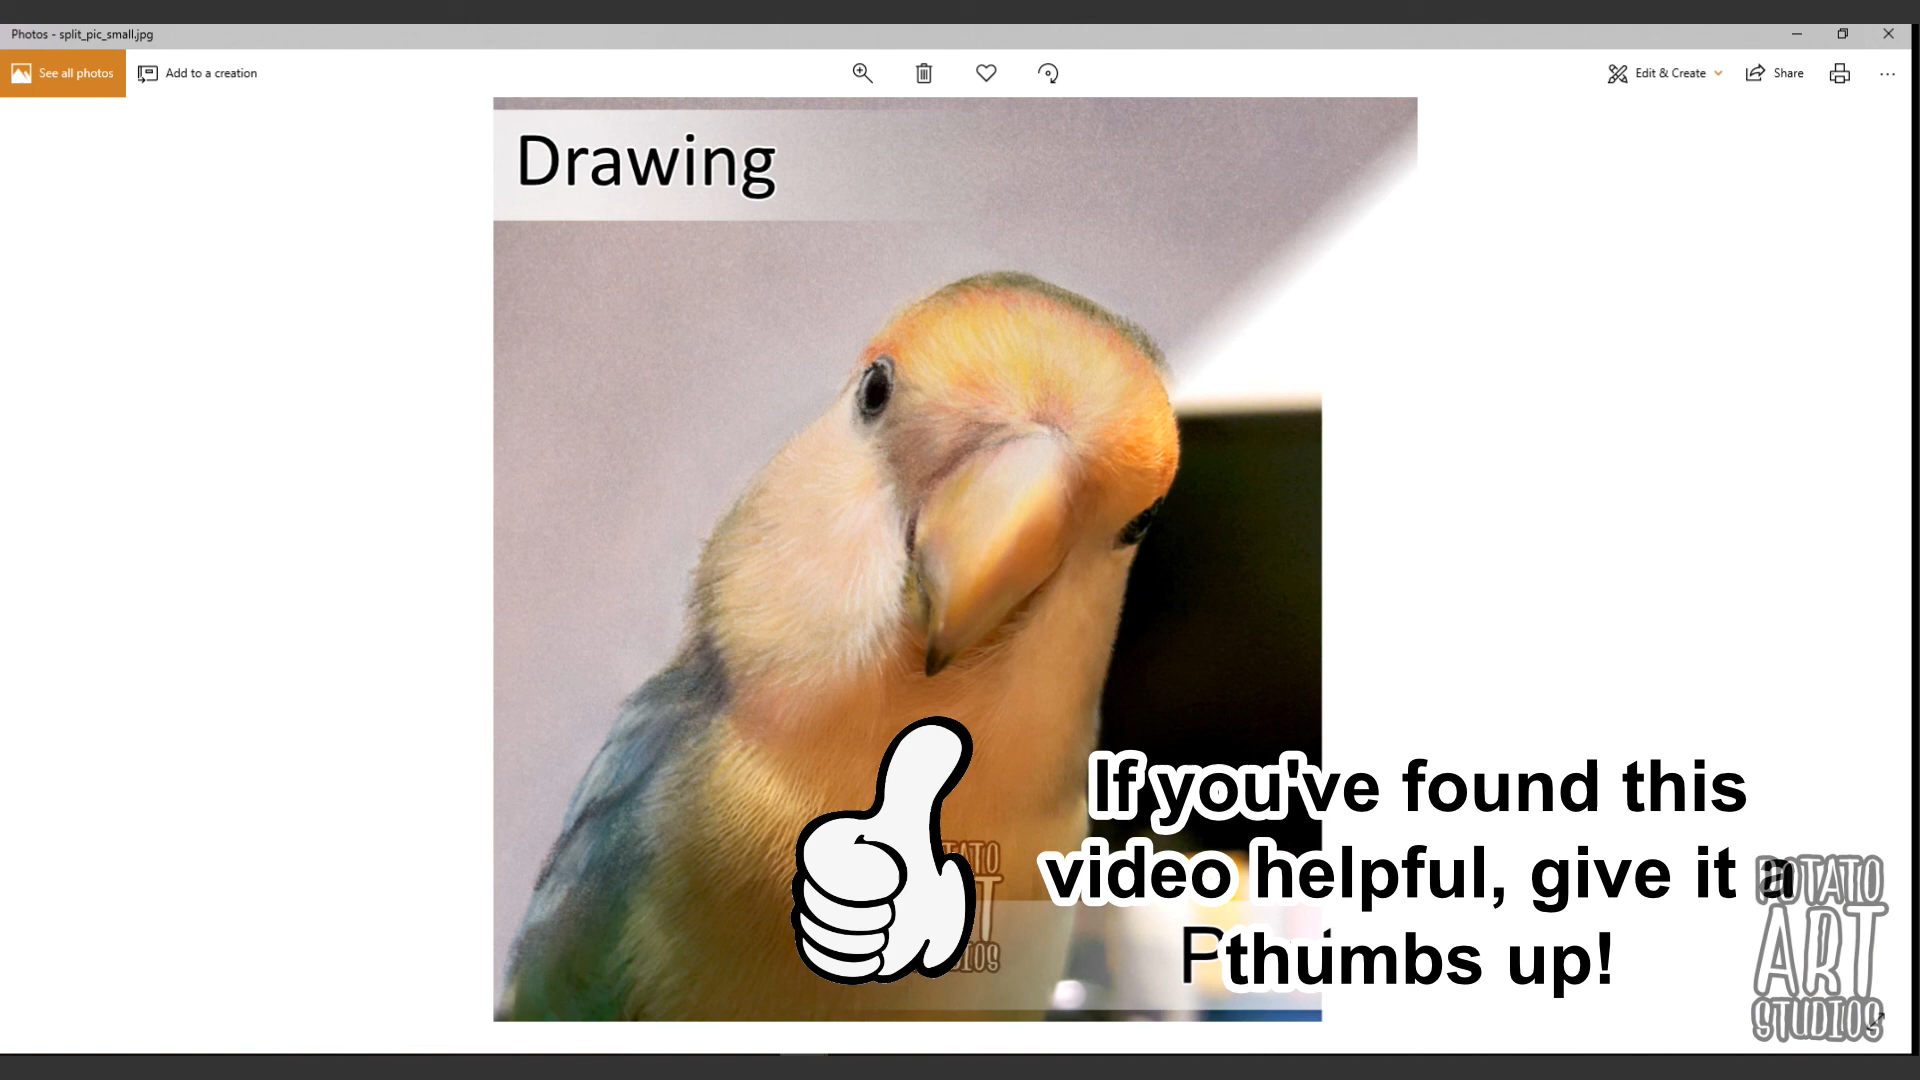 Photos - split_pic_small.jpg
See all photos
Add to a creation
Edit & Create
Share
Drawing
If you've found this
video helpful, give it a
thumbs up!
POTATO
ART
STUDIOS